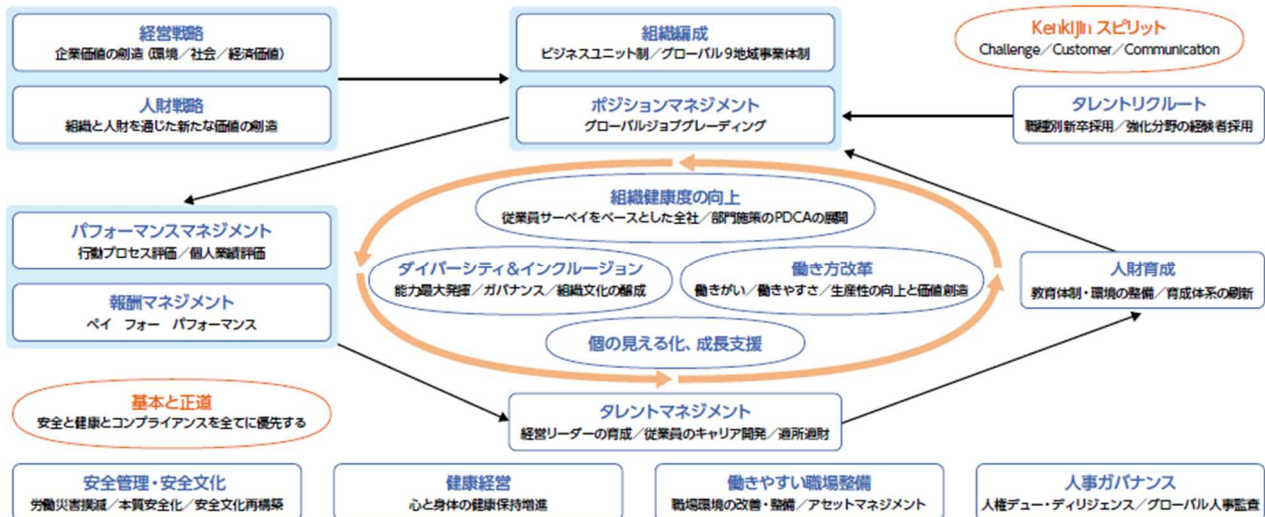 経営戦略
企業価値の創造（環境／社会／経済価値）
人財戦略
組織と人財を通じた新たな価値の創造
組織編成
ビジネスユニット制／グローバル9地域事業体制
ポジションマネジメント
グローバルジョブグレーディング
Kenkijin スピリット
Challenge／Customer／Communication
タレントリクルート
職種別新卒採用／強化分野の経験者採用
組織健康度の向上
従業員サーベイをベースとした全社／部門施策のPDCAの展開
パフォーマンスマネジメント
行動プロセス評価／個人業績評価
報酬マネジメント
ペイ　フォー　パフォーマンス
ダイバーシティ＆インクルージョン
能力最大発揮／ガバナンス／組織文化の醸成
働き方改革
働きがい／働きやすさ／生産性の向上と価値創造
人財育成
教育体制・環境の整備／育成体系の刷新
個の見える化、成長支援
基本と正道
安全と健康とコンプライアンスを全てに優先する
タレントマネジメント
経営リーダーの育成／従業員のキャリア開発／適所適財
安全管理・安全文化
労働災害撲滅／本質安全化／安全文化再構築
健康経営
心と身体の健康保持増進
働きやすい職場整備
職場環境の改善・整備／アセットマネジメント
人事ガバナンス
人権デュー・ディリジェンス／グローバル人事監査